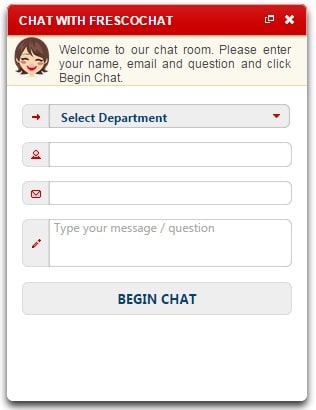 CHAT WITH FRESCOCHAT
Welcome to our chat room. Please enter
your name, email and question and click
Begin Chat.
Select Department
Type your message / question
BEGIN CHAT